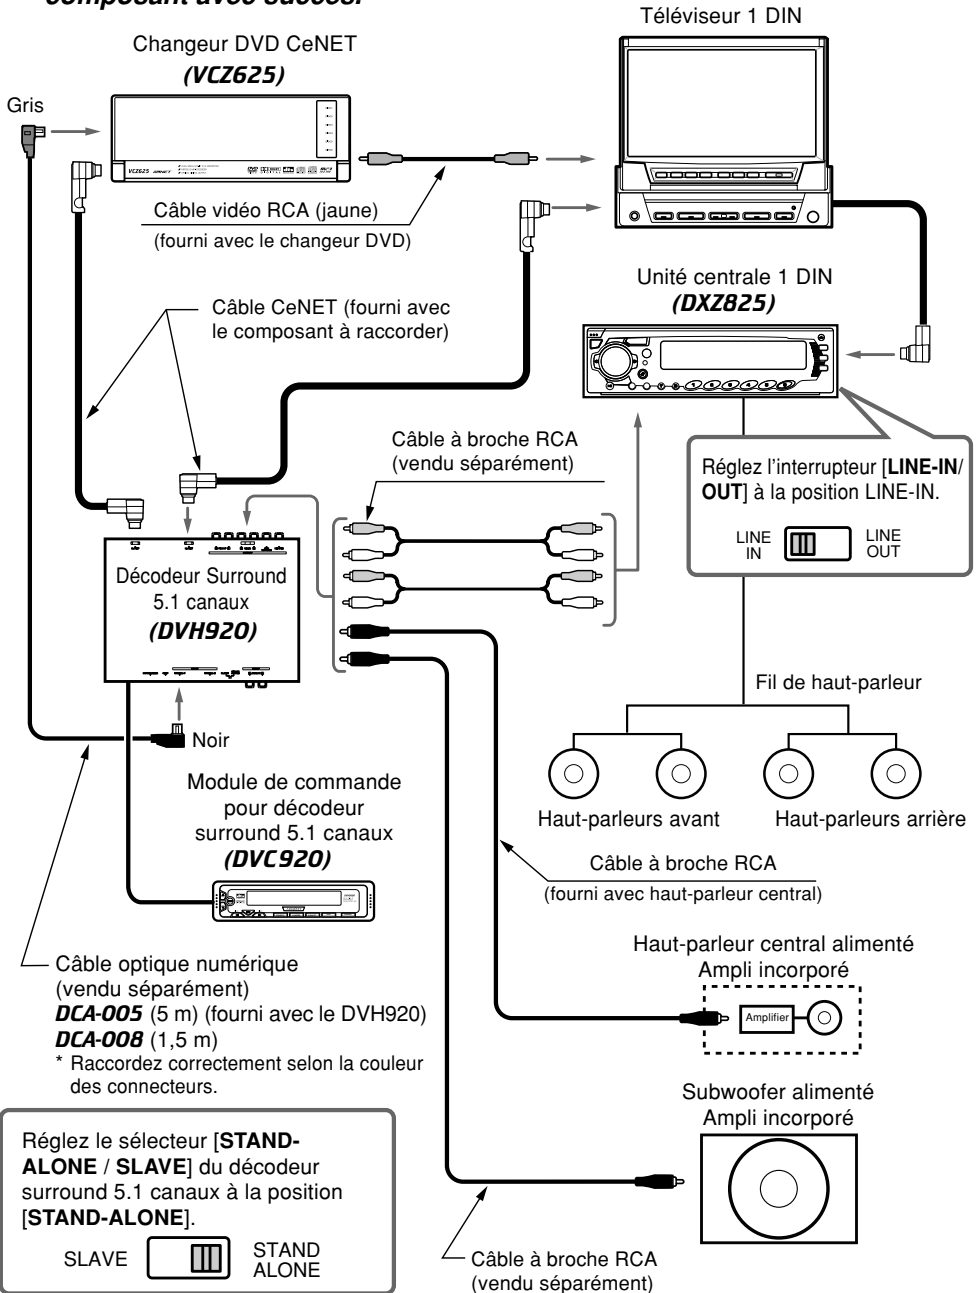 composant avec succès.
Téléviseur 1 DIN
Changeur DVD CeNET
(VCZ625)
Gris
VCZ625
Câble vidéo RCA (jaune)
(fourni avec le changeur DVD)
Unité centrale 1 DIN
(DXZ825)
Câble CeNET (fourni avec
le composant à raccorder)
Câble à broche RCA
(vendu séparément)
Réglez l'interrupteur [LINE-IN/
OUT] à la position LINE-IN.
LINE
IN
LINE
OUT
Décodeur Surround
5.1 canaux
(DVH920)
Fil de haut-parleur
Noir
Module de commande
pour décodeur
surround 5.1 canaux
(DVC920)
Haut-parleurs avant
Haut-parleurs arrière
Câble à broche RCA
(fourni avec haut-parleur central)
Haut-parleur central alimenté
Ampli incorporé
Amplifier
Câble optique numérique
(vendu séparément)
DCA-005 (5 m) (fourni avec le DVH920)
DCA-008 (1,5 m)
* Raccordez correctement selon la couleur
des connecteurs.
Subwoofer alimenté
Ampli incorporé
Réglez le sélecteur [STAND-
ALONE / SLAVE] du décodeur
surround 5.1 canaux à la position
[STAND-ALONE].
SLAVE
STAND
ALONE
Câble à broche RCA
(vendu séparément)